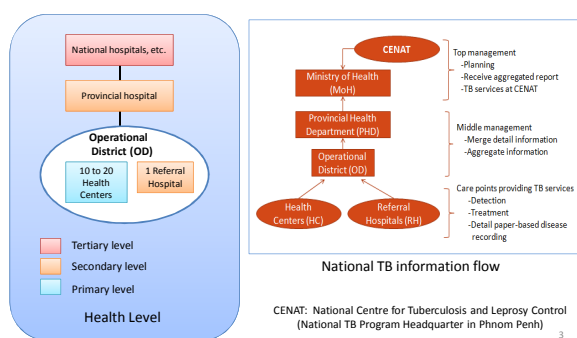 National hospitals, etc.
Provincial hospital
Operational
District (OD)
10 to 20
Health
Centers
1 Referral
Hospital
Tertiary level
Secondary level
Primary level
Health Level
CENAT
Ministry of Health
(MoH)
Provincial Health
Department (PHD)
Operational
District (OD)
Health
Centers (HC)
Referral
Hospitals (RH)
Top management
-Planning
-Receive aggregated report
-TB services at CENAT
Middle management
-Merge detail information
-Aggregate information
Care points providing TB services
-Detection
-Treatment
-Detail paper-based disease
recording
National TB information flow
CENAT: National Centre for Tuberculosis and Leprosy Control
(National TB Program Headquarter in Phnom Penh)
3